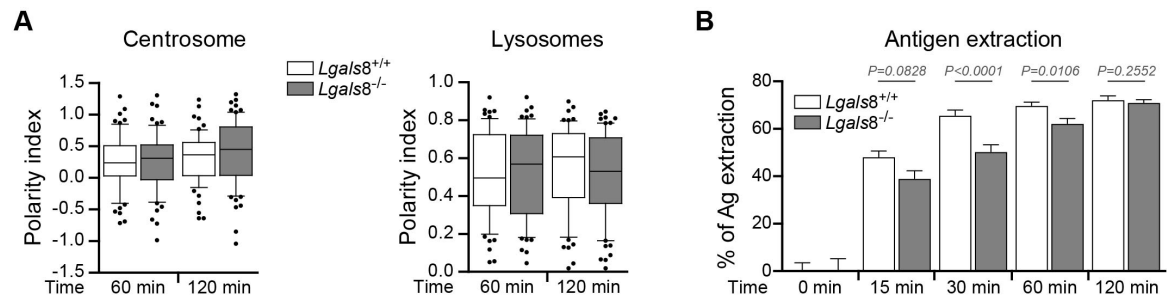 A
Centrosome
Polarity index
1.5
1.0
0.5
0.0
-0.5
-1.0
-1.5
Time
60 min
120 min
Lgals8+/+
Lgals8-/-
Lysosomes
Polarity index
1.0
0.8
0.6
0.4
0.2
0.0
Time
60 min
120 min
B
Antigen extraction
P=0.0828
P<0.0001
P=0.0106
P=0.2552
Lgals8+/+
Lgals8-/-
% of Ag extraction
80
60
40
20
0
Time
0 min
15 min
30 min
60 min
120 min